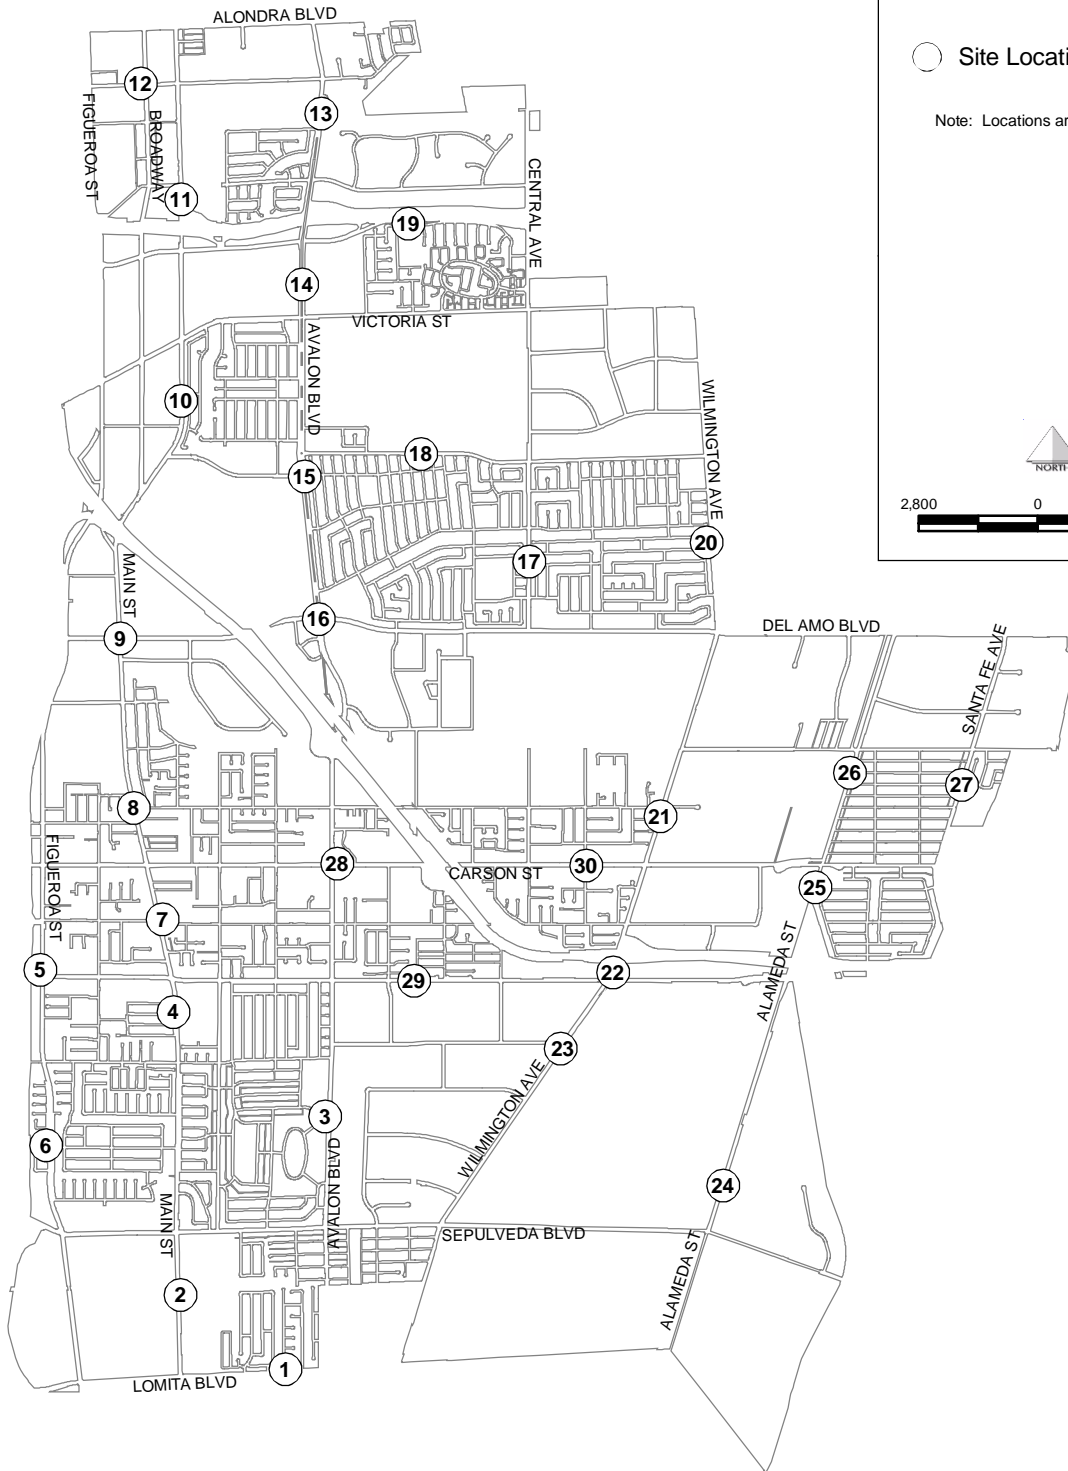 ALONDRA BLVD
Site Locati
12
13
FIGUEROA ST
BROADWAY
Note: Locations ar
11
CENTRAL AVE
19
14
VICTORIA ST
AVALON BLVD
10
WILMINGTON AVE
18
15
NORTH
2,800
0
20
17
MAIN ST
16
9
DEL AMO BLVD
SANTA FE AVE
26
27
8
21
FIGUEROA ST
28
30
CARSON ST
25
7
5
22
29
ALAMEDA ST
4
23
WILMINGTON AVE
3
6
AVALON BLVD
24
MAIN ST
SEPULVEDA BLVD
ALAMEDA ST
2
1
LOMITA BLVD